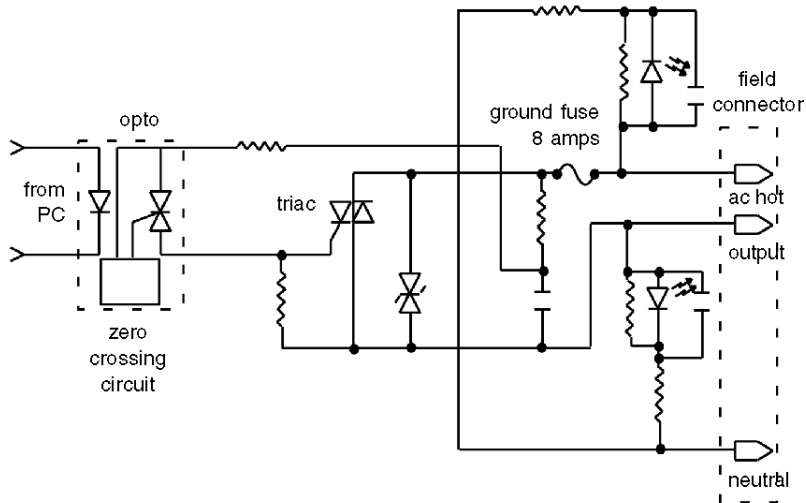 opto
from
PC
zero
crossing
circuit
triac
ground fuse
8 amps
field
connector
ac hot
output
neutral